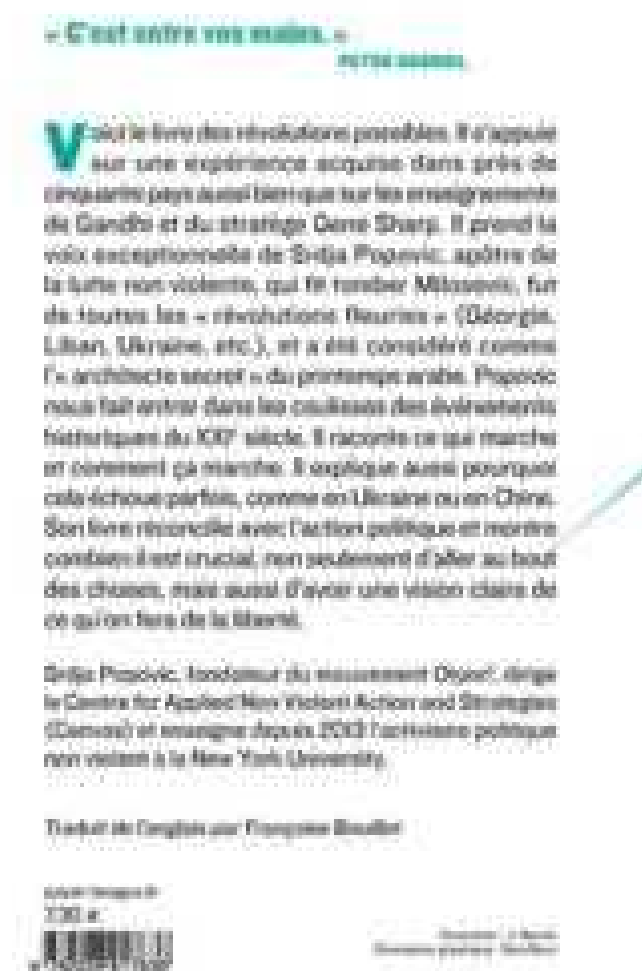 « C'est entre vos mains. »
PETER GABRIEL
Voici le livre des révolutions possibles. Il s'appuie
sur une expérience acquise dans près de
cinquante pays aussi bien que sur les enseignements
de Gandhi et du stratège Gene Sharp. Il prend la
voix exceptionnelle de Srdja Popovic, apôtre de
la lutte non violente, qui fit tomber Milosevic, fut
de toutes les « révolutions fleuries » (Géorgie,
Liban, Ukraine, etc.), et a été considéré comme
l'« architecte secret » du printemps arabe. Popovic
nous fait entrer dans les coulisses des événements
historiques du XXIe siècle. Il raconte ce qui marche
et comment ça marche. Il explique aussi pourquoi
cela échoue parfois, comme en Ukraine ou en Chine.
Son livre réconcilie avec l'action politique et montre
combien il est crucial, non seulement d'aller au bout
des choses, mais aussi d'avoir une vision claire de
ce qu'on fera de la liberté.
Srdja Popovic, fondateur du mouvement Otpor!, dirige
le Centre for Applied Non Violent Action and Strategies
(Canvas) et enseigne depuis 2013 l'activisme politique
non violent à la New York University.
Traduit de l'anglais par Françoise Bouillot